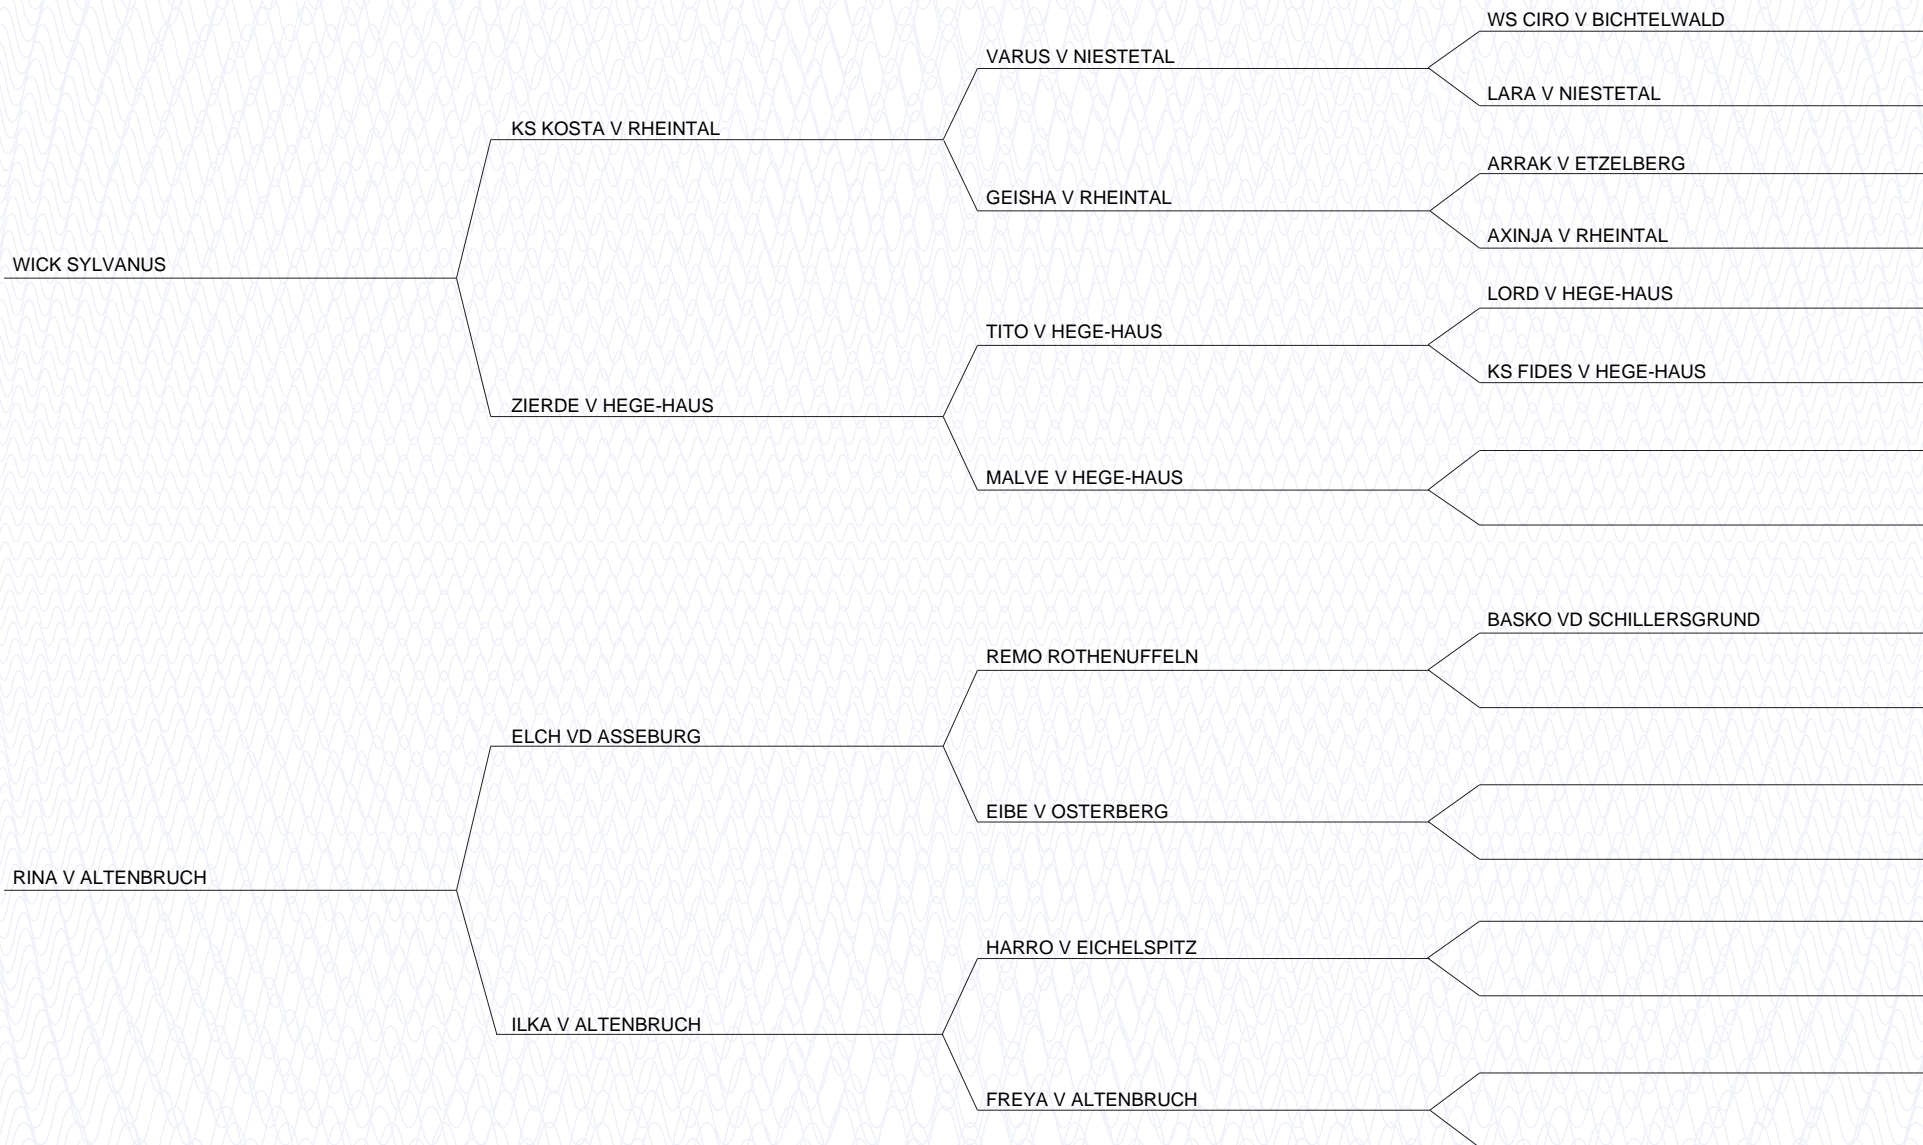 WS CIRO V BICHTELWALD
VARUS V NIESTETAL
LARA V NIESTETAL
KS KOSTA V RHEINTAL
ARRAK V ETZELBERG
GEISHA V RHEINTAL
AXINJA V RHEINTAL
WICK SYLVANUS
LORD V HEGE-HAUS
TITO V HEGE-HAUS
KS FIDES V HEGE-HAUS
ZIERDE V HEGE-HAUS
MALVE V HEGE-HAUS
BASKO VD SCHILLERSGRUND
REMO ROTHENUFFELN
ELCH VD ASSEBURG
EIBE V OSTERBERG
RINA V ALTENBRUCH
HARRO V EICHELSPITZ
ILKA V ALTENBRUCH
FREYA V ALTENBRUCH